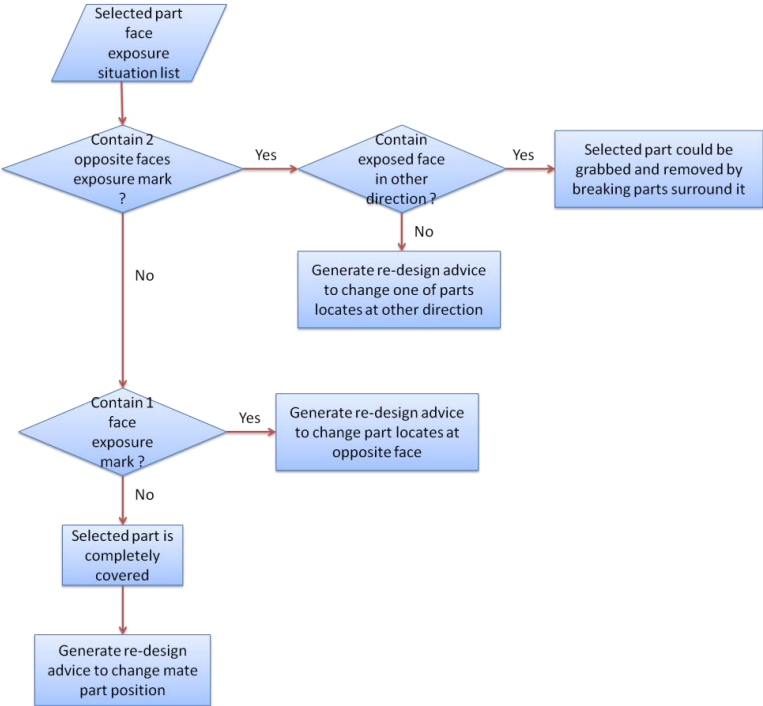 Selected part
face
exposure
situation list
Contain 2
opposite faces
exposure mark
?
Yes
Contain
exposed face
in other
direction ?
Yes
Selected part could be
grabbed and removed by
breaking parts surround it
No
Generate re-design advice
to change one of parts
locates at other direction
No
Contain 1
face
exposure
mark ?
Yes
Generate re-design advice
to change part locates at
opposite face
No
Selected part is
completely
covered
Generate re-design
advice to change mate
part position